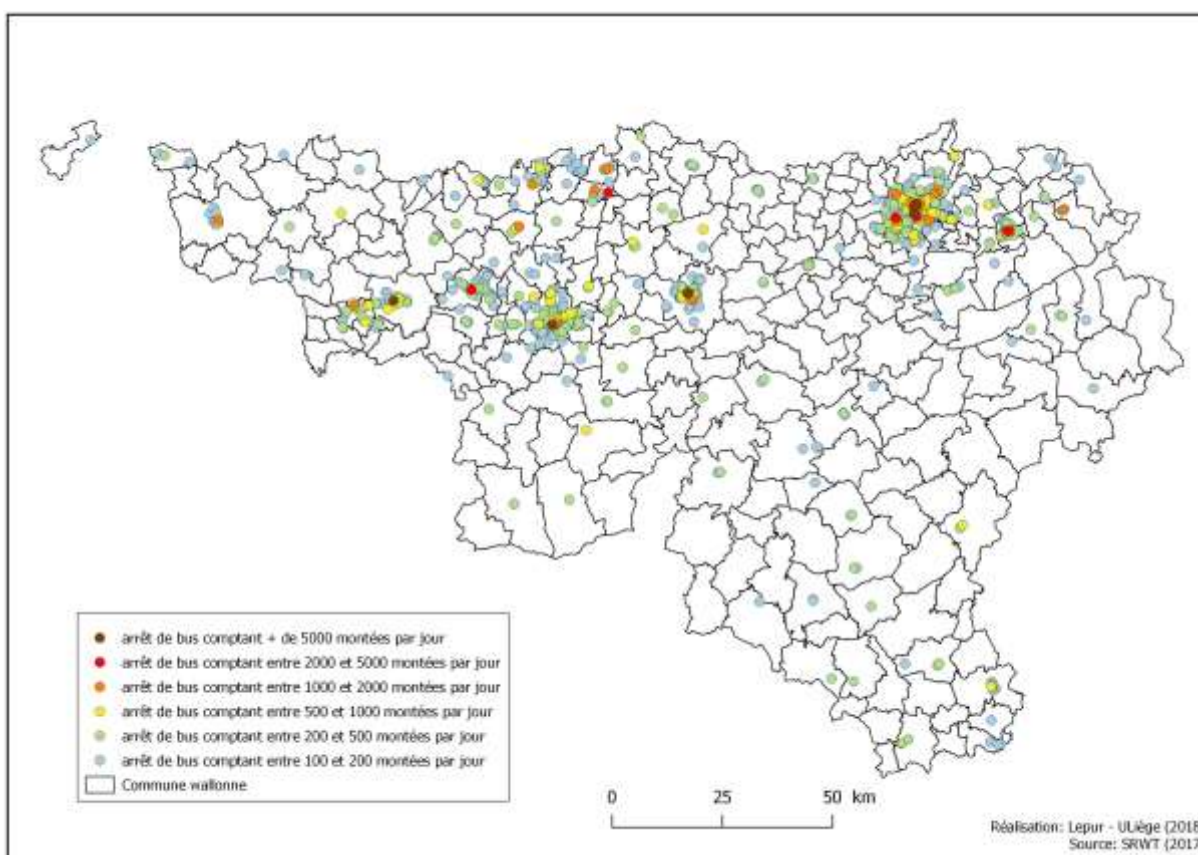 arrêt de bus comptant + de 5000 montées par jour
arrêt de bus comptant entre 2000 et 5000 montées par jour
arrêt de bus comptant entre 1000 et 2000 montées par jour
arrêt de bus comptant entre 500 et 1000 montées par jour
arrêt de bus comptant entre 200 et 500 montées par jour
arrêt de bus comptant entre 100 et 200 montées par jour
Commune wallonne
0 25 50 km
Réalisation: Lepur - ULiège (2018
Source: SRWT (2017